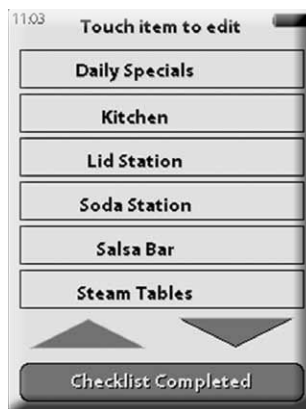 11:03
Touch item to edit
Daily Specials
Kitchen
Lid Station
Soda Station
Salsa Bar
Steam Tables
Checklist Completed